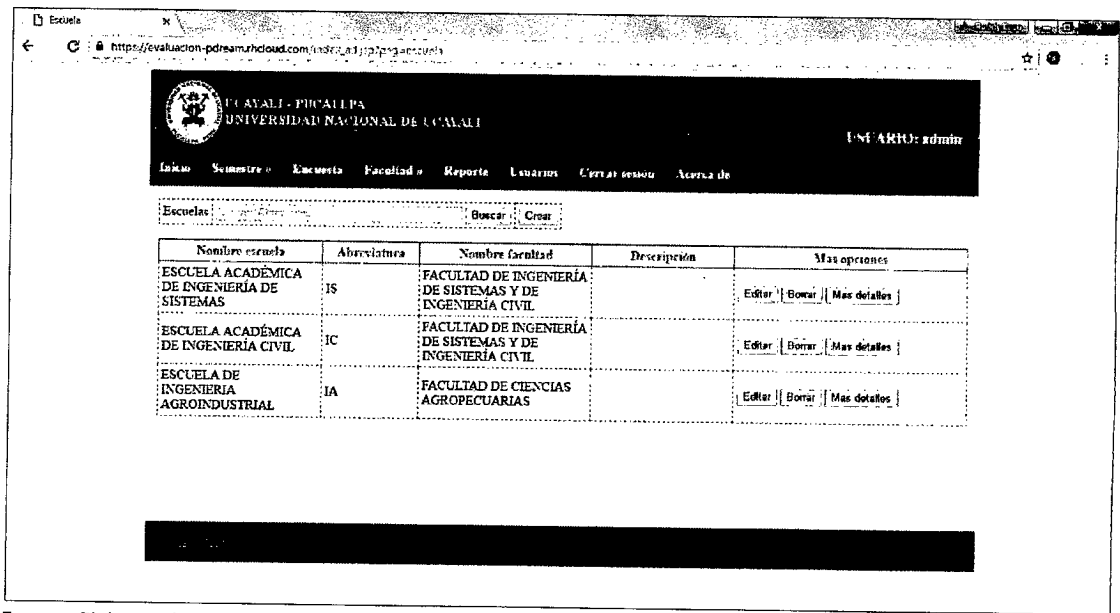 Escuela
https://evaluacion-pdream.rhcloud.com/
UCAYALI - PUCALLPA
UNIVERSIDAD NACIONAL DE UCAYALI
USUARIO: admin
Inicio Semestre » Encuesta Facultad » Reporte Usuarios Cerrar sesión Acerca de
Escuelas Buscar Crear
Nombre escuela Abreviatura Nombre facultad Descripción Mas opciones
ESCUELA ACADÉMICA
DE INGENIERÍA DE
SISTEMAS
IS
FACULTAD DE INGENIERÍA
DE SISTEMAS Y DE
INGENIERÍA CIVIL
Editar Borrar Mas detalles
ESCUELA ACADÉMICA
DE INGENIERÍA CIVIL
IC
FACULTAD DE INGENIERÍA
DE SISTEMAS Y DE
INGENIERÍA CIVIL
Editar Borrar Mas detalles
ESCUELA DE
INGENIERIA
AGROINDUSTRIAL
IA
FACULTAD DE CIENCIAS
AGROPECUARIAS
Editar Borrar Mas detalles